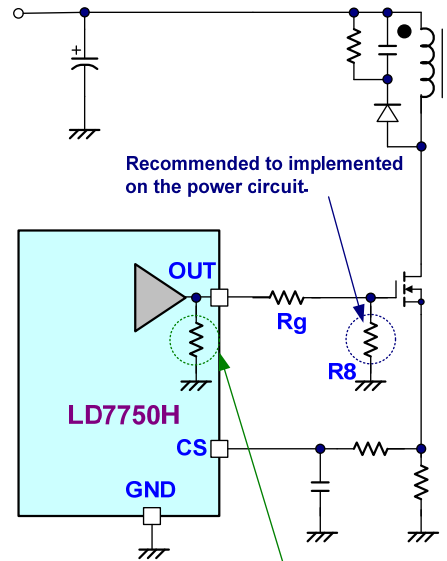 +
Recommended to implemented
on the power circuit.
OUT
Rg
R8
LD7750H
CS
GND